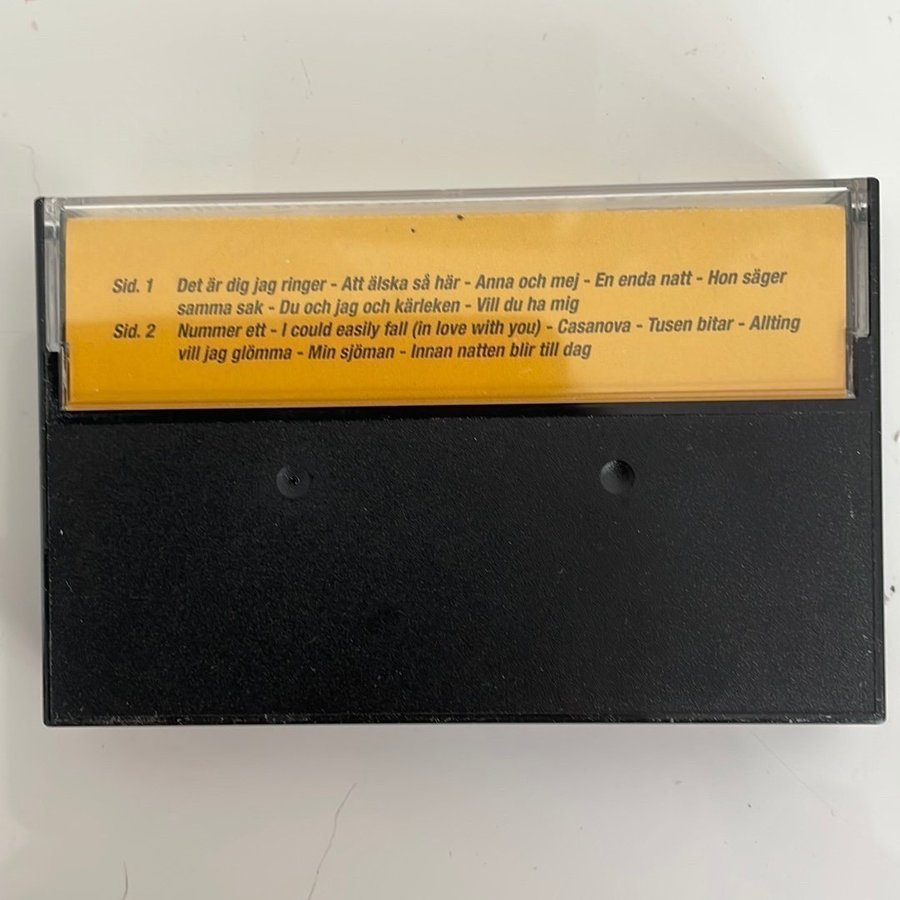 Sid. 1 Det är dig jag ringer - Att älska så här - Anna och mej - En enda natt - Hon säger
samma sak - Du och jag och kärleken - Vill du ha mig
Sid. 2 Nummer ett - I could easily fall (in love with you) - Casanova - Tusen bitar - Allting
vill jag glömma - Min sjöman - Innan natten blir till dag